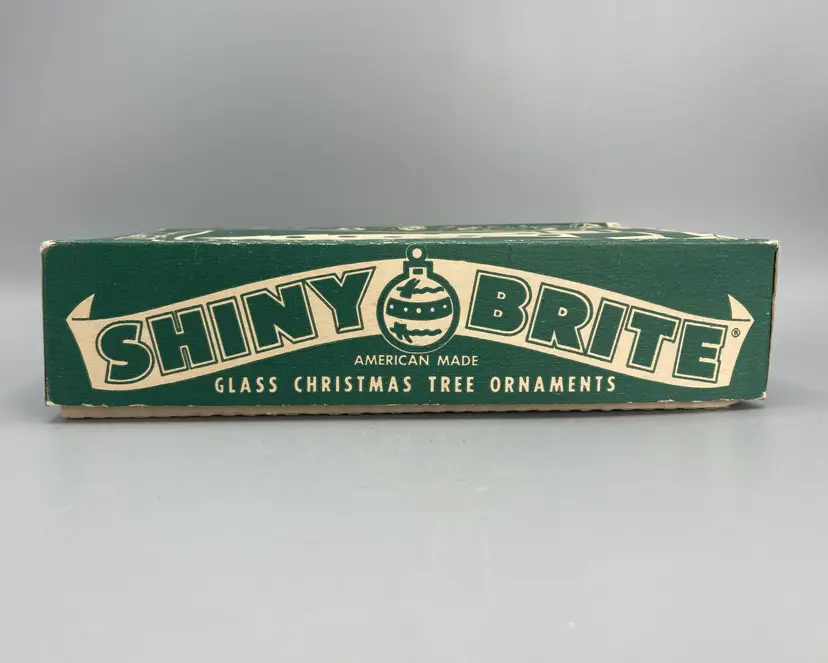 SHINY BRITE®
AMERICAN MADE
GLASS CHRISTMAS TREE ORNAMENTS